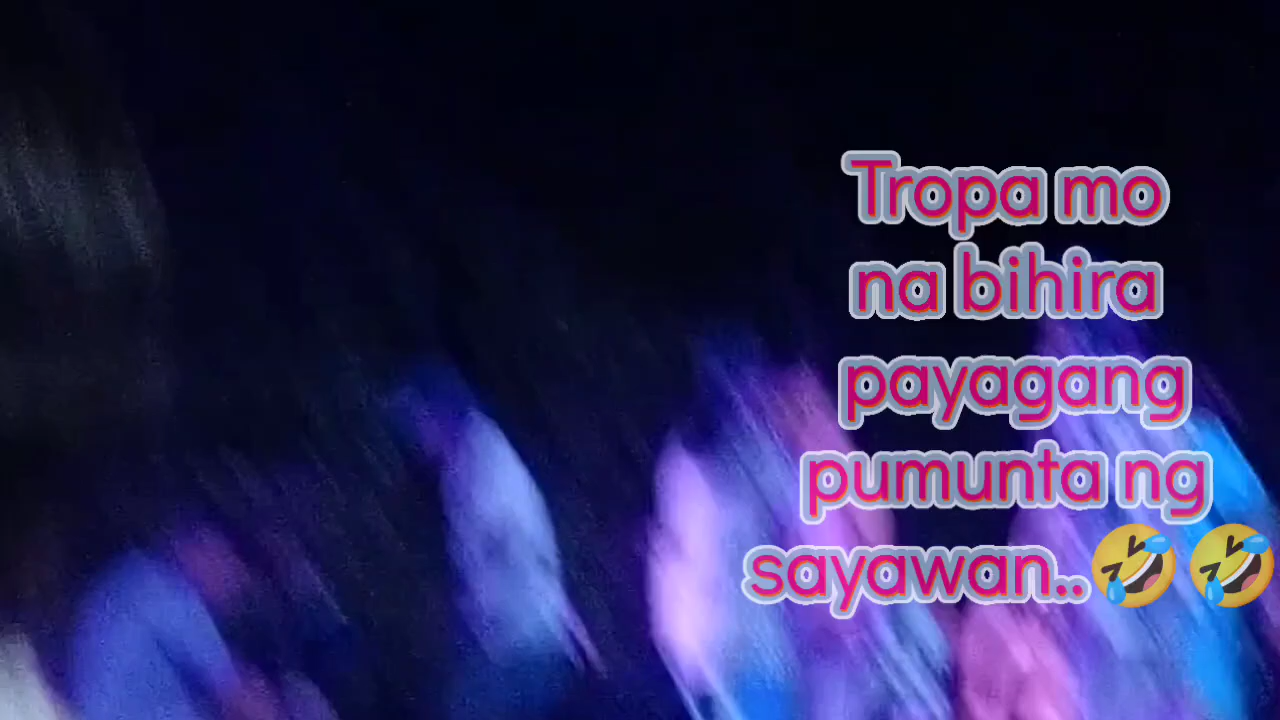 Tropa mo
na bihira
payagang
pumunta ng
sayawan..🤣🤣